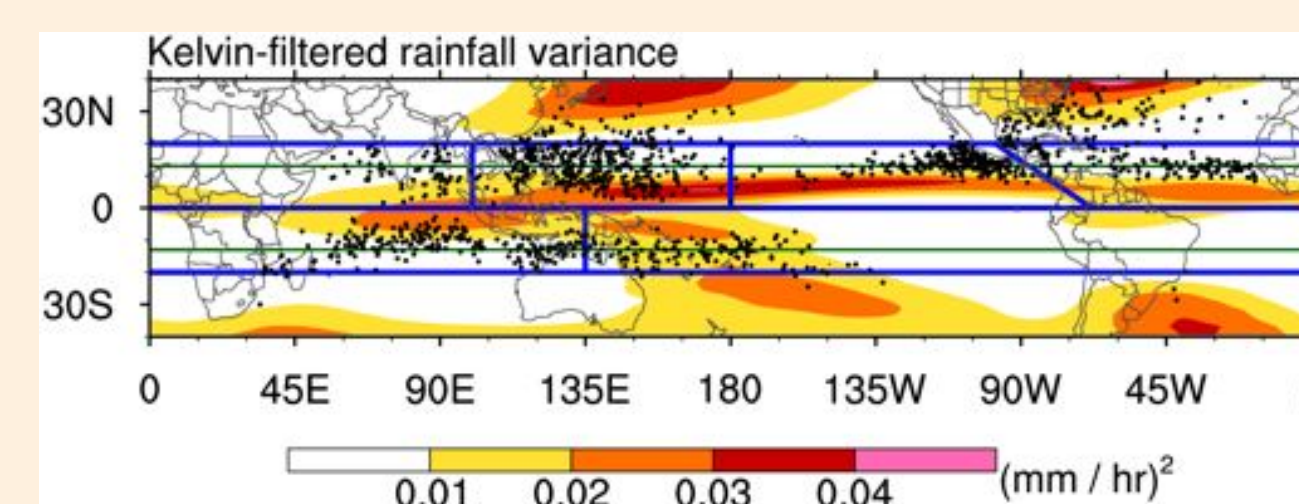 Kelvin-filtered rainfall variance
30N
0
30S
0 45E 90E 135E 180 135W 90W 45W
0.01 0.02 0.03 0.04 (mm / hr)²